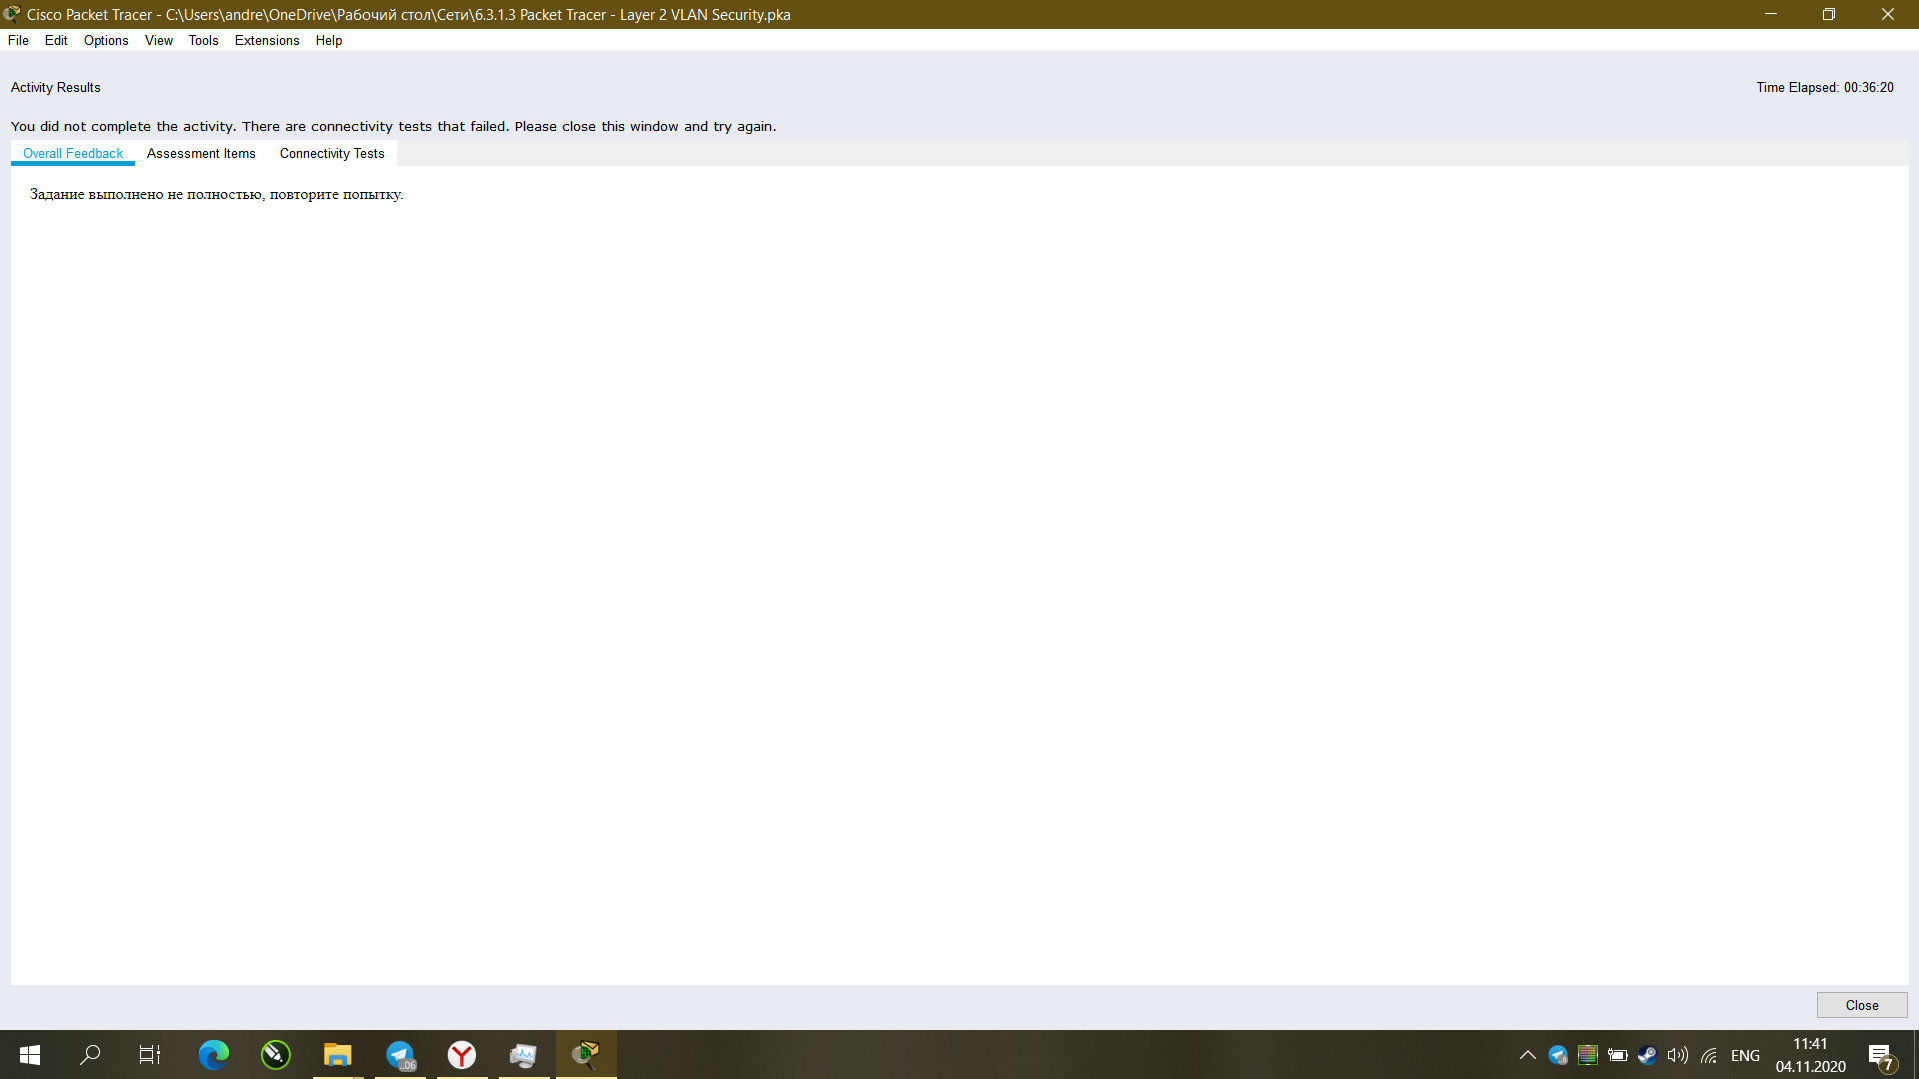 Cisco Packet Tracer - C:\Users\andre\OneDrive\Рабочий стол\Сети\6.3.1.3 Packet Tracer - Layer 2 VLAN Security.pka
File Edit Options View Tools Extensions Help
Activity Results
Time Elapsed: 00:36:20
You did not complete the activity. There are connectivity tests that failed. Please close this window and try again.
Overall Feedback Assessment Items Connectivity Tests
Задание выполнено не полностью, повторите попытку.
Close
..06
ENG
11:41
04.11.2020
7